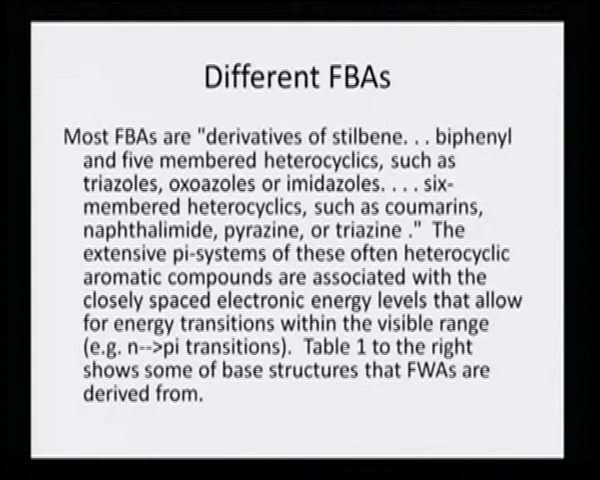 Different FBAs
Most FBAs are "derivatives of stilbene. . . biphenyl
and five membered heterocyclics, such as
triazoles, oxoazoles or imidazoles. . . . six-
membered heterocyclics, such as coumarins,
naphthalimide, pyrazine, or triazine ." The
extensive pi-systems of these often heterocyclic
aromatic compounds are associated with the
closely spaced electronic energy levels that allow
for energy transitions within the visible range
(e.g. n-->pi transitions). Table 1 to the right
shows some of base structures that FWAs are
derived from.